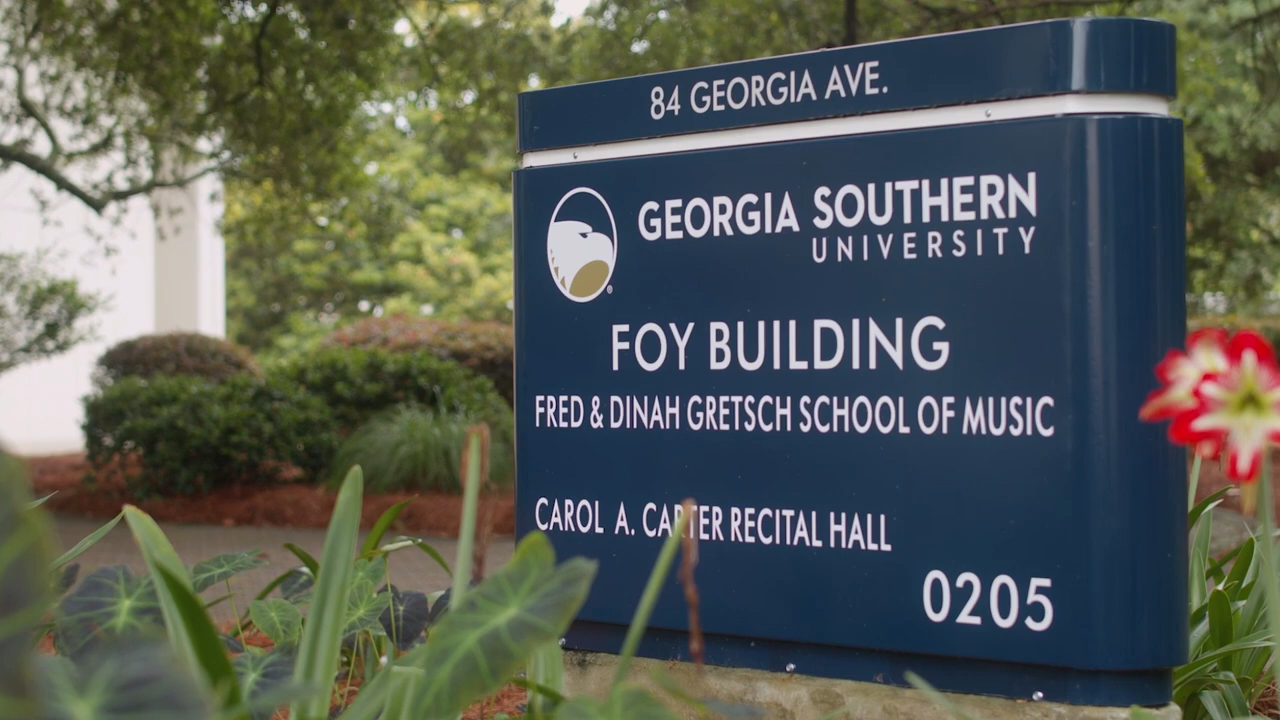 84 GEORGIA AVE.
GEORGIA SOUTHERN
UNIVERSITY
FOY BUILDING
FRED & DINAH GRETSCH SCHOOL OF MUSIC
CAROL A. CARTER RECITAL HALL
0205